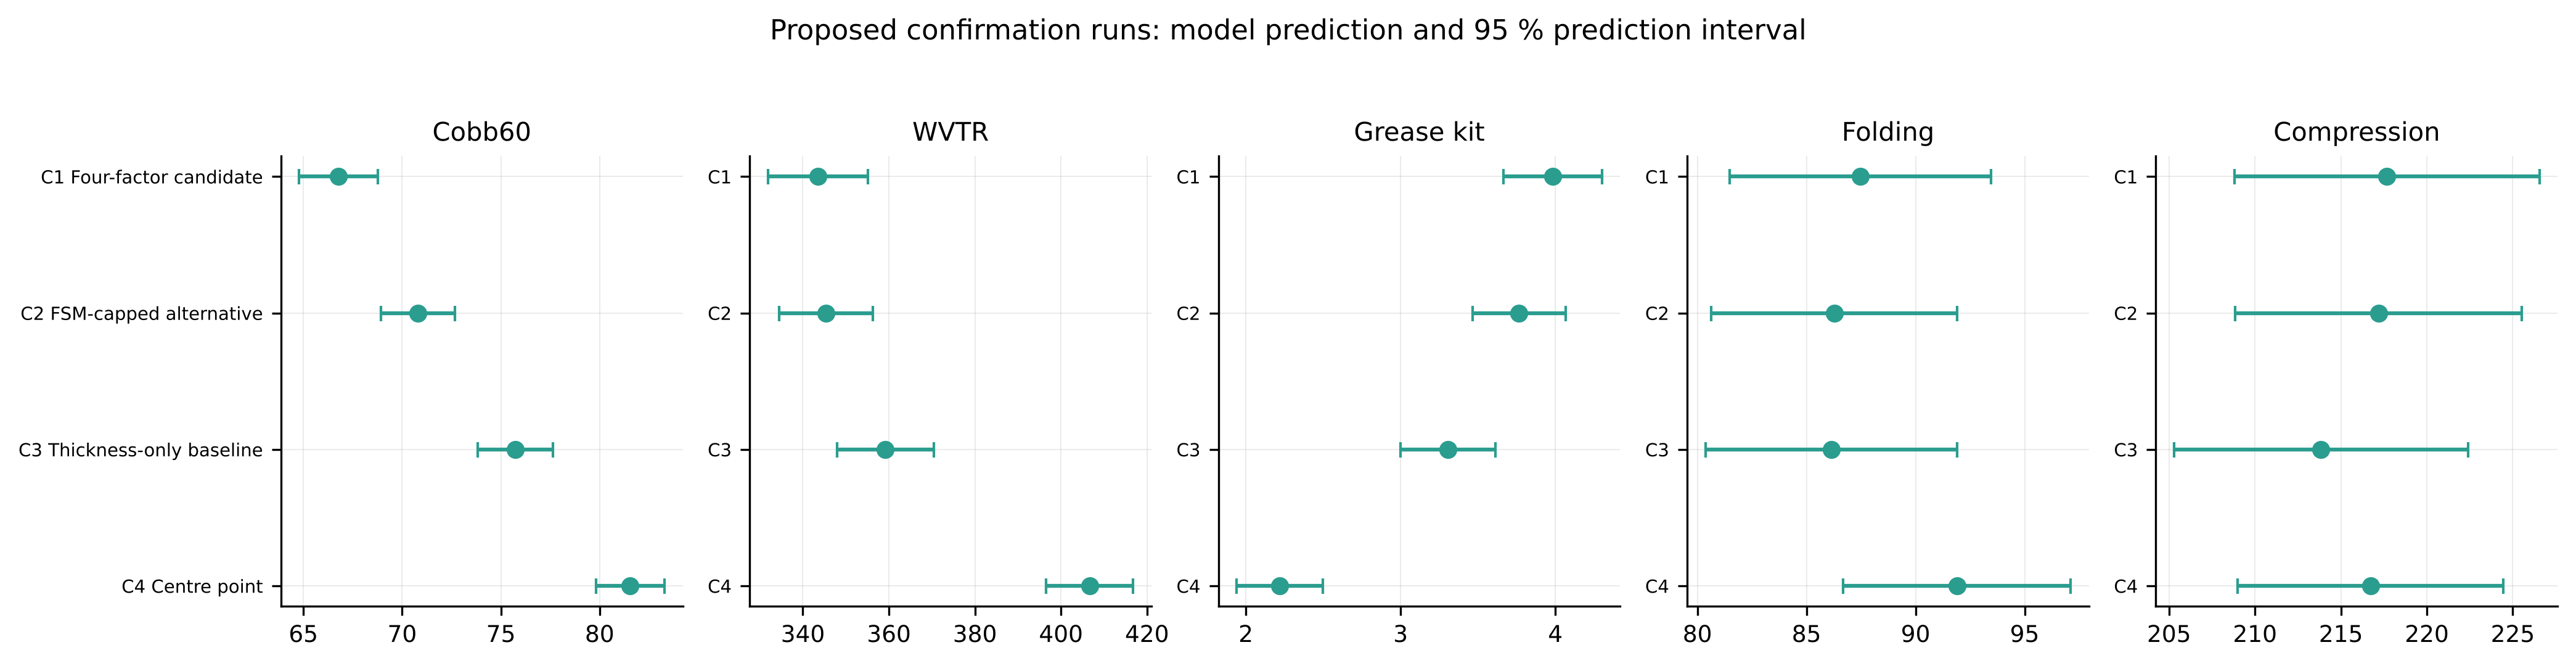 Proposed confirmation runs: model prediction and 95 % prediction interval
Cobb60
C1 Four-factor candidate
C2 FSM-capped alternative
C3 Thickness-only baseline
C4 Centre point
65 70 75 80
WVTR
C1
C2
C3
C4
340 360 380 400 420
Grease kit
C1
C2
C3
C4
2 3 4
Folding
C1
C2
C3
C4
80 85 90 95
Compression
C1
C2
C3
C4
205 210 215 220 225